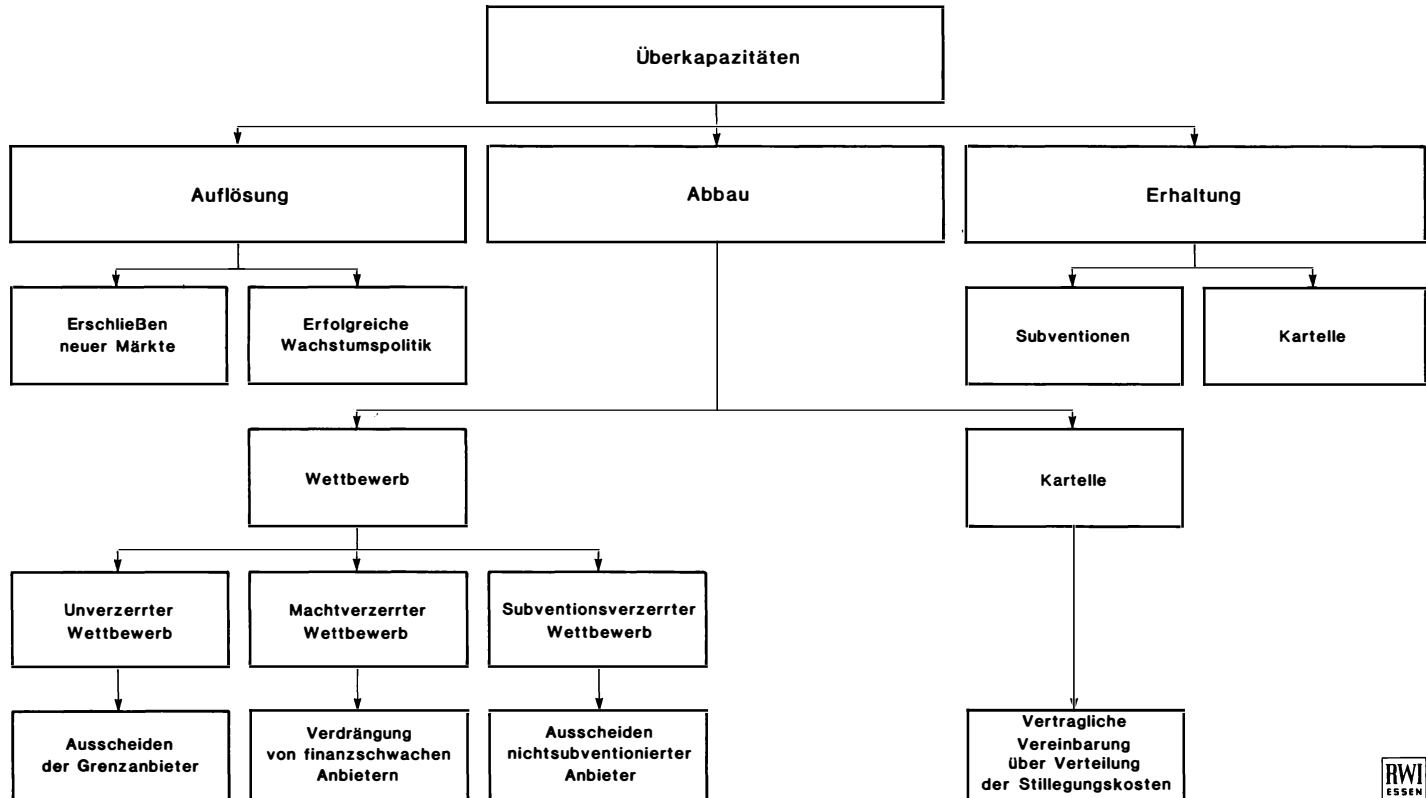 Überkapazitäten
Auflösung
Abbau
Erhaltung
Erschließen
neuer Märkte
Erfolgreiche
Wachstumspolitik
Subventionen
Kartelle
Wettbewerb
Kartelle
Unverzerrter
Wettbewerb
Machtverzerrter
Wettbewerb
Subventionsverzerrter
Wettbewerb
Ausscheiden
der Grenzanbieter
Verdrängung
von finanzschwachen
Anbietern
Ausscheiden
nichtsubventionierter
Anbieter
Vertragliche
Vereinbarung
über Verteilung
der Stillegungskosten
RWI
ESSEN